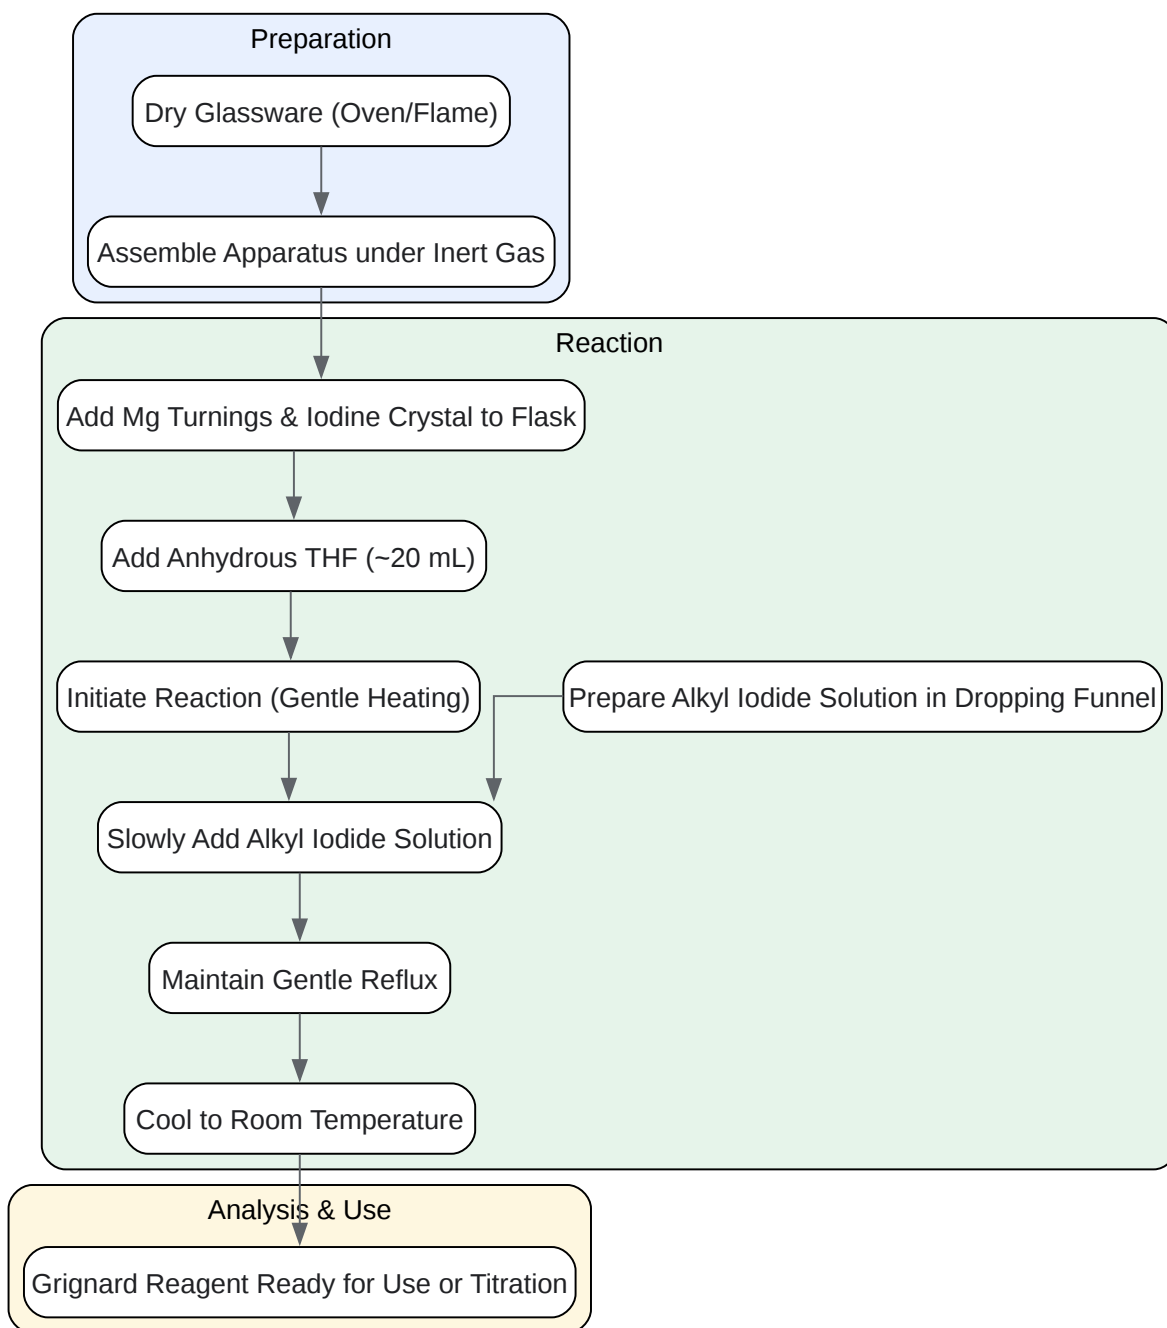 Preparation
Dry Glassware (Oven/Flame)
Assemble Apparatus under Inert Gas
Reaction
Add Mg Turnings & Iodine Crystal to Flask
Add Anhydrous THF (~20 mL)
Initiate Reaction (Gentle Heating)
Prepare Alkyl Iodide Solution in Dropping Funnel
Slowly Add Alkyl Iodide Solution
Maintain Gentle Reflux
Cool to Room Temperature
Analysis & Use
Grignard Reagent Ready for Use or Titration